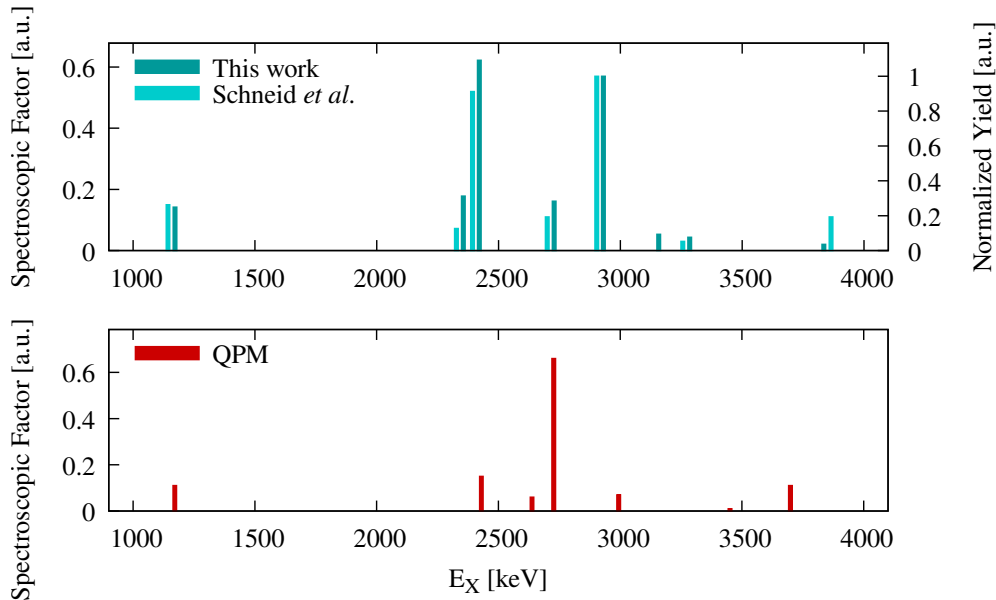 Spectroscopic Factor [a.u.]
0.6
0.4
0.2
0
This work
Schneid et al.
1
0.8
0.6
0.4
0.2
0
Normalized Yield [a.u.]
1000 1500 2000 2500 3000 3500 4000
Spectroscopic Factor [a.u.]
0.6
0.4
0.2
0
QPM
1000 1500 2000 2500 3000 3500 4000
EX [keV]